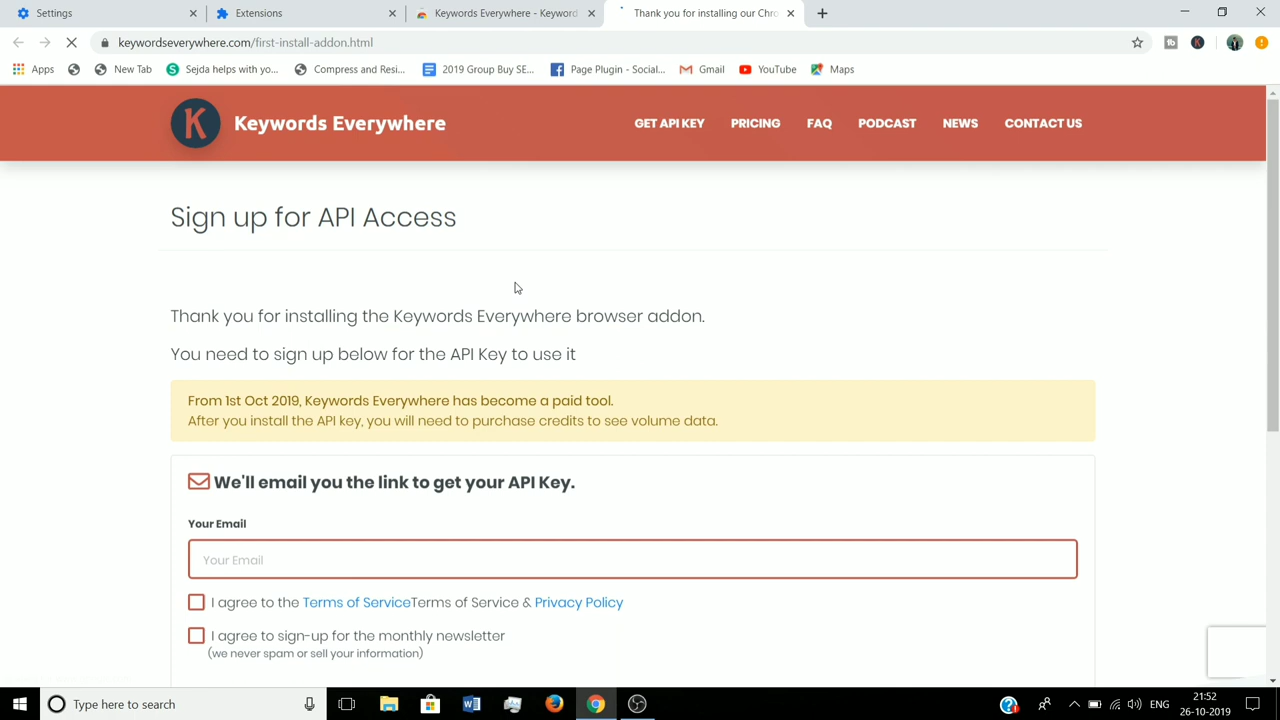 Settings
Extensions
Keywords Everywhere - Keyword
Thank you for installing our Chro
keywordseverywhere.com/first-install-addon.html
Apps
New Tab
Sejda helps with yo...
Compress and Resi...
2019 Group Buy SE...
Page Plugin - Social...
Gmail
YouTube
Maps
K
Keywords Everywhere
GET API KEY
PRICING
FAQ
PODCAST
NEWS
CONTACT US
Sign up for API Access
Thank you for installing the Keywords Everywhere browser addon.
You need to sign up below for the API Key to use it
From 1st Oct 2019, Keywords Everywhere has become a paid tool.
After you install the API key, you will need to purchase credits to see volume data.
We'll email you the link to get your API Key.
Your Email
Your Email
I agree to the Terms of ServiceTerms of Service & Privacy Policy
I agree to sign-up for the monthly newsletter
(we never spam or sell your information)
Type here to search
ENG
21:52
26-10-2019